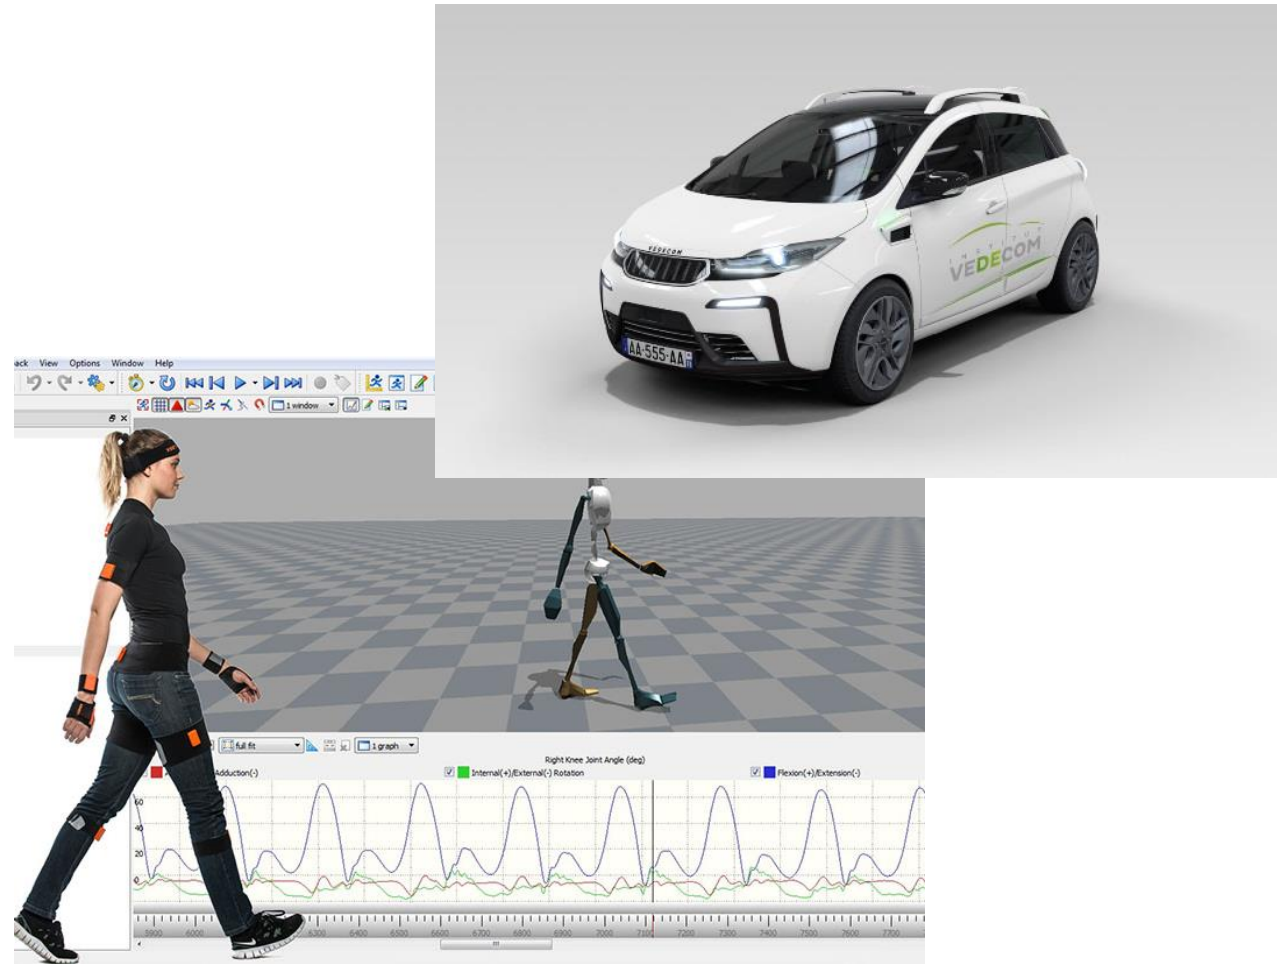 VEDECOM
INSTITUT
VEDECOM
AA-555-AA
ack View Options Window Help
1 window
full fit
1 graph
Right Knee Joint Angle (deg)
Adduction(-)
Internal(+)/External(-) Rotation
Flexion(+)/Extension(-)
60
40
20
0
5900 6000 6300 6400 6500 6600 6700 6800 6900 7000 7100 7200 7300 7400 7500 7600 7700